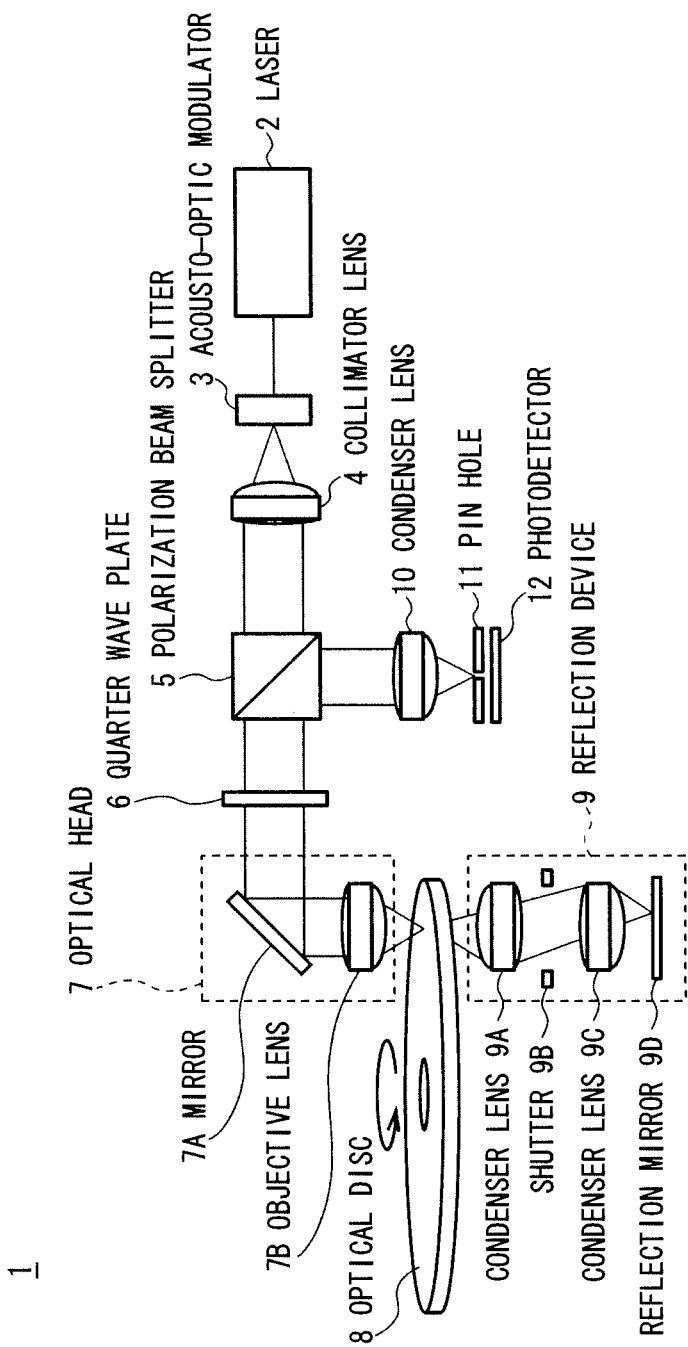 1
7 OPTICAL HEAD
6 QUARTER WAVE PLATE
5 POLARIZATION BEAM SPLITTER
3 ACOUSTO-OPTIC MODULATOR
2 LASER
4 COLLIMATOR LENS
10 CONDENSER LENS
11 PIN HOLE
12 PHOTODETECTOR
9 REFLECTION DEVICE
7A MIRROR
7B OBJECTIVE LENS
8 OPTICAL DISC
CONDENSER LENS 9A
SHUTTER 9B
CONDENSER LENS 9C
REFLECTION MIRROR 9D